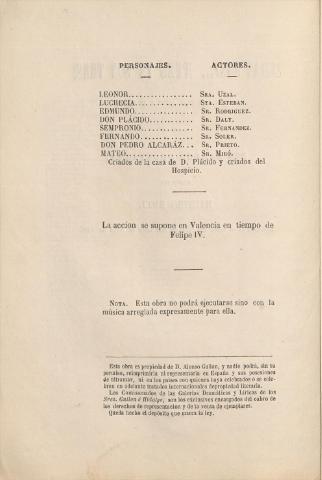 PERSONAJES. ACTORES.
LEONOR................ SRA. UZAL.
LUCRECIA.............. STA. ESTEBAN.
EDMUNDO............... SR. RODRIGUEZ.
DON PLÁCIDO........... SR. DALY.
SEMPRONIO............. SR. FERNANDEZ.
FERNANDO.............. SR. SOLER.
DON PEDRO ALCARÁZ... SR. PRIETO.
MATEO................. SR. MIRÓ.
Criados de la casa de D. Plácido y criados del
Hospicio.
La accion se supone en Valencia en tiempo de
Felipe IV.
NOTA. Esta obra no podrá ejecutarse sino con la
música arreglada expresamente para ella.
Esta obra es propiedad de D. Alonso Gullon, y nadie podrá, sin su
permiso, reimprimirla ni representarla en España y sus posesiones
de Ultramar, ni en los paises con quienes haya celebrados ó se cele-
bren en adelante tratados internacionales de propiedad literaria.
Los Comisionados de las Galerías Dramáticas y Líricas de los
Sres. Gullon é Hidalgo, son los exclusivos encargados del cobro de
los derechos de representacion y de la venta de ejemplares.
Queda hecho el depósito que marca la ley.